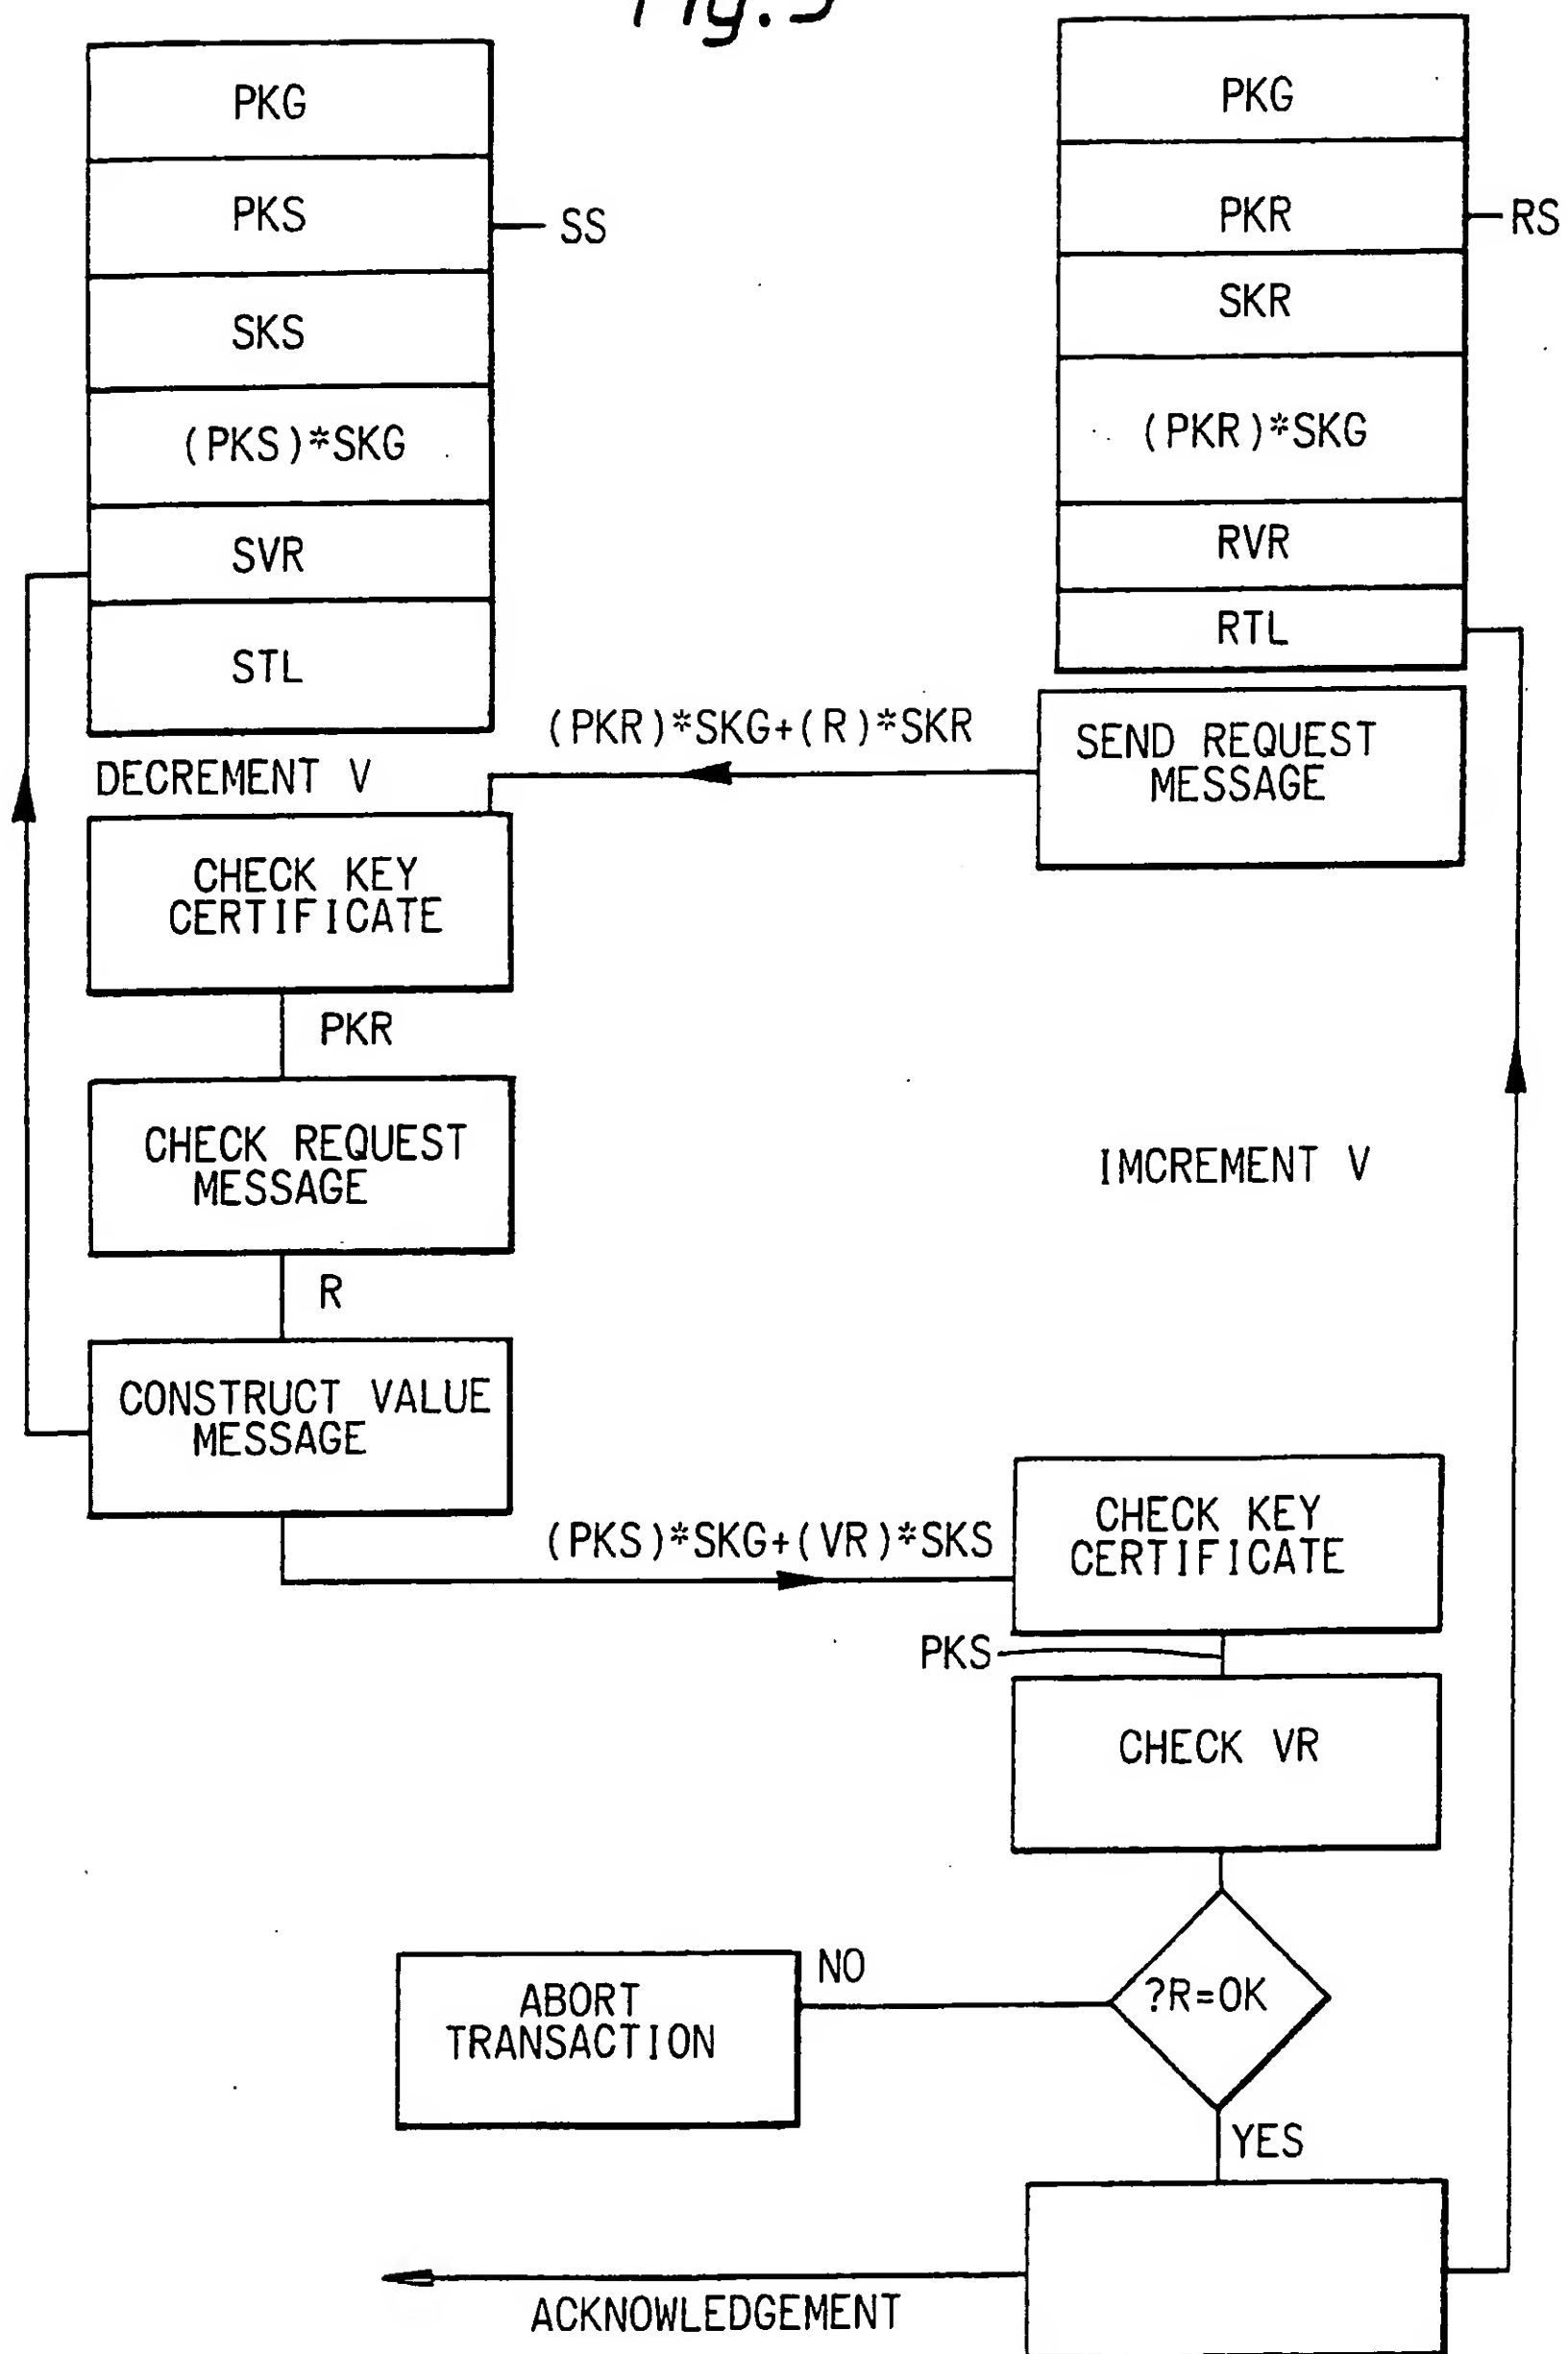 Fig.
PKG
PKS
SS
SKS
(PKS)*SKG
SVR
STL
PKG
PKR
RS
SKR
(PKR)*SKG
RVR
RTL
(PKR)*SKG+(R)*SKR
SEND REQUEST
MESSAGE
DECREMENT V
CHECK KEY
CERTIFICATE
PKR
CHECK REQUEST
MESSAGE
IMCREMENT V
R
CONSTRUCT VALUE
MESSAGE
(PKS)*SKG+(VR)*SKS
CHECK KEY
CERTIFICATE
PKS
CHECK VR
NO
?R=OK
ABORT
TRANSACTION
YES
ACKNOWLEDGEMENT